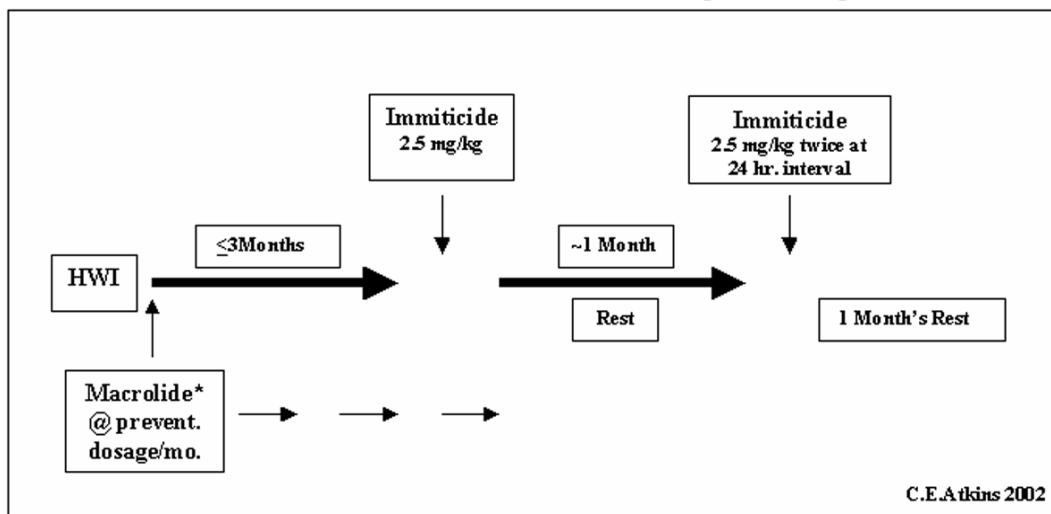 Immiticide
2.5 mg/kg
Immiticide
2.5 mg/kg twice at
24 hr. interval
≤3Months
~1 Month
HWI
Rest
1 Month's Rest
Macrolide*
@ prevent.
dosage/mo.
C.E.Atkins 2002